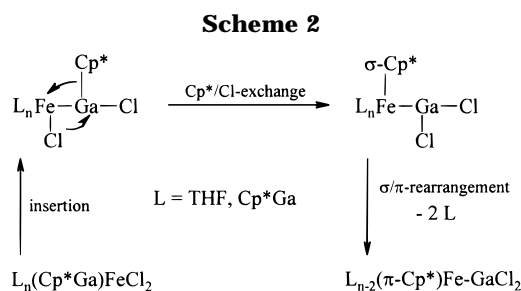 Scheme 2
Cp* σ-Cp*
LₙFe—Ga—Cl Cp*/Cl-exchange LₙFe—Ga—Cl
Cl Cl
insertion L = THF, Cp*Ga σ/π-rearrangement
- 2 L
Lₙ(Cp*Ga)FeCl₂ Lₙ₋₂(π-Cp*)Fe-GaCl₂